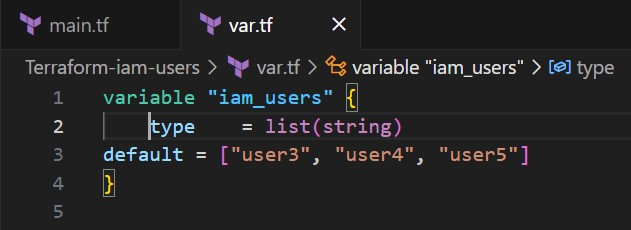 main.tf var.tf
Terraform-iam-users > var.tf > variable "iam_users" > type
1 variable "iam_users" {
2     type    = list(string)
3 default = ["user3", "user4", "user5"]
4 }
5